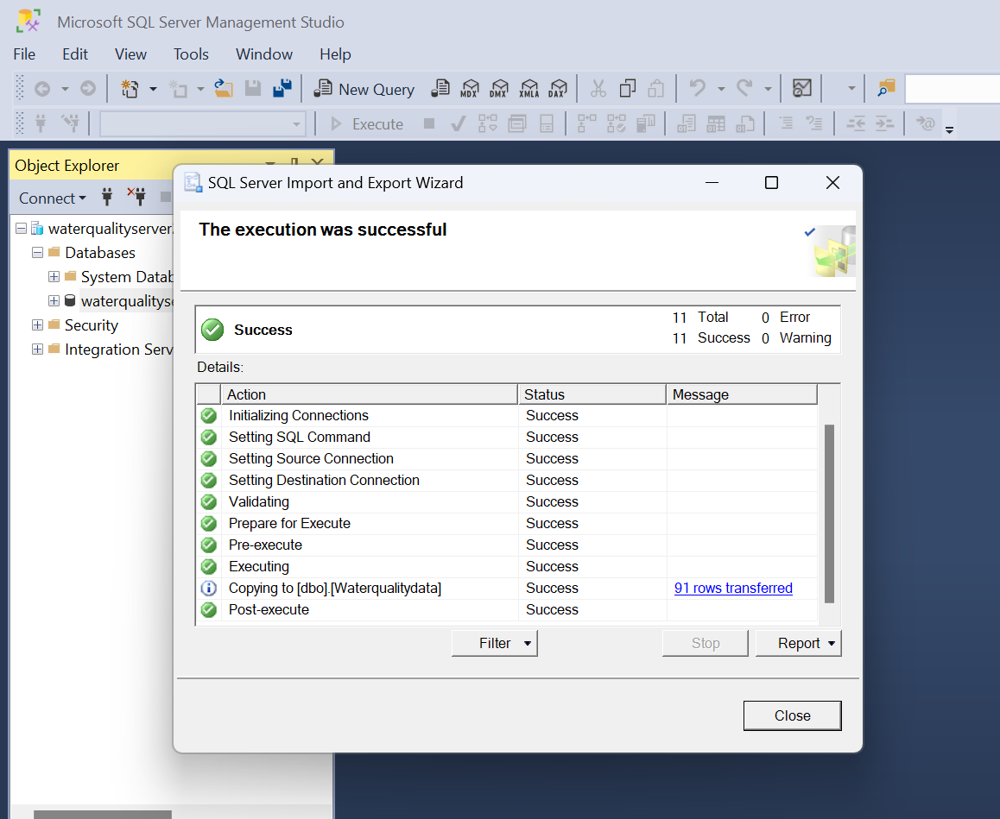 Microsoft SQL Server Management Studio
File Edit View Tools Window Help
New Query MDX DMX XMLA DAX
Execute
Object Explorer
Connect
waterqualityserver.
Databases
System Datab
waterqualityse
Security
Integration Serv
SQL Server Import and Export Wizard
The execution was successful
Success
11 Total 0 Error
11 Success 0 Warning
Details:
Action Status Message
Initializing Connections Success
Setting SQL Command Success
Setting Source Connection Success
Setting Destination Connection Success
Validating Success
Prepare for Execute Success
Pre-execute Success
Executing Success
Copying to [dbo].[Waterqualitydata] Success 91 rows transferred
Post-execute Success
Filter Stop Report
Close